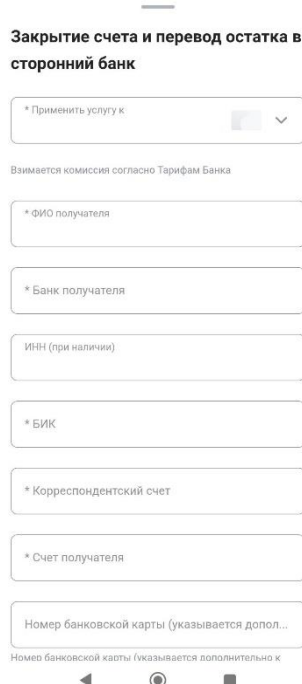 Закрытие счета и перевод остатка в
сторонний банк
* Применить услугу к
Взимается комиссия согласно Тарифам Банка
* ФИО получателя
* Банк получателя
ИНН (при наличии)
* БИК
* Корреспондентский счет
* Счет получателя
Номер банковской карты (указывается допол...
Номер банковской карты (указывается дополнительно к